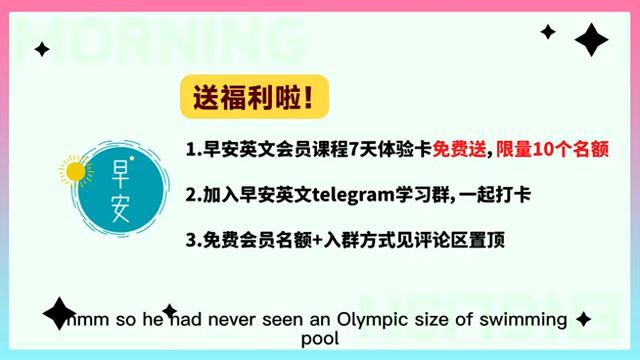 MORNING
送福利啦！
1.早安英文会员课程7天体验卡免费送，限量10个名额
早安
2.加入早安英文telegram学习群，一起打卡
3.免费会员名额+入群方式见评论区置顶
ENGLISH
hmm so he had never seen an Olympic size of swimming
pool